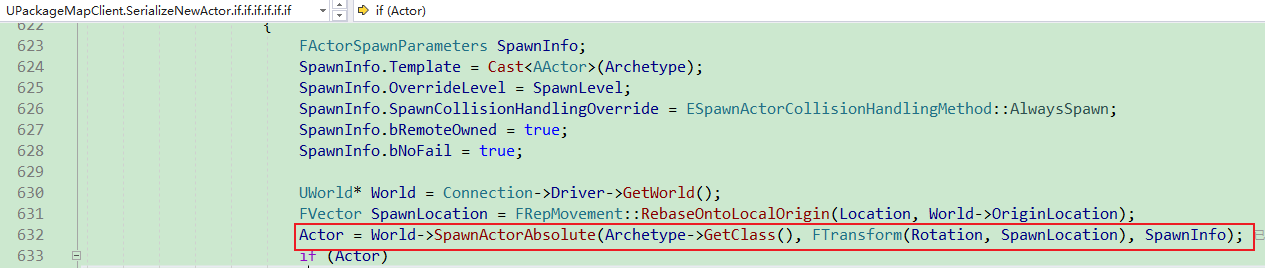 UPackageMapClient.SerializeNewActor.if.if.if.if.if.if if (Actor)
622 {
623 FActorSpawnParameters SpawnInfo;
624 SpawnInfo.Template = Cast<AActor>(Archetype);
625 SpawnInfo.OverrideLevel = SpawnLevel;
626 SpawnInfo.SpawnCollisionHandlingOverride = ESpawnActorCollisionHandlingMethod::AlwaysSpawn;
627 SpawnInfo.bRemoteOwned = true;
628 SpawnInfo.bNoFail = true;
629
630 UWorld* World = Connection->Driver->GetWorld();
631 FVector SpawnLocation = FRepMovement::RebaseOntoLocalOrigin(Location, World->OriginLocation);
632 Actor = World->SpawnActorAbsolute(Archetype->GetClass(), FTransform(Rotation, SpawnLocation), SpawnInfo);
633 if (Actor)